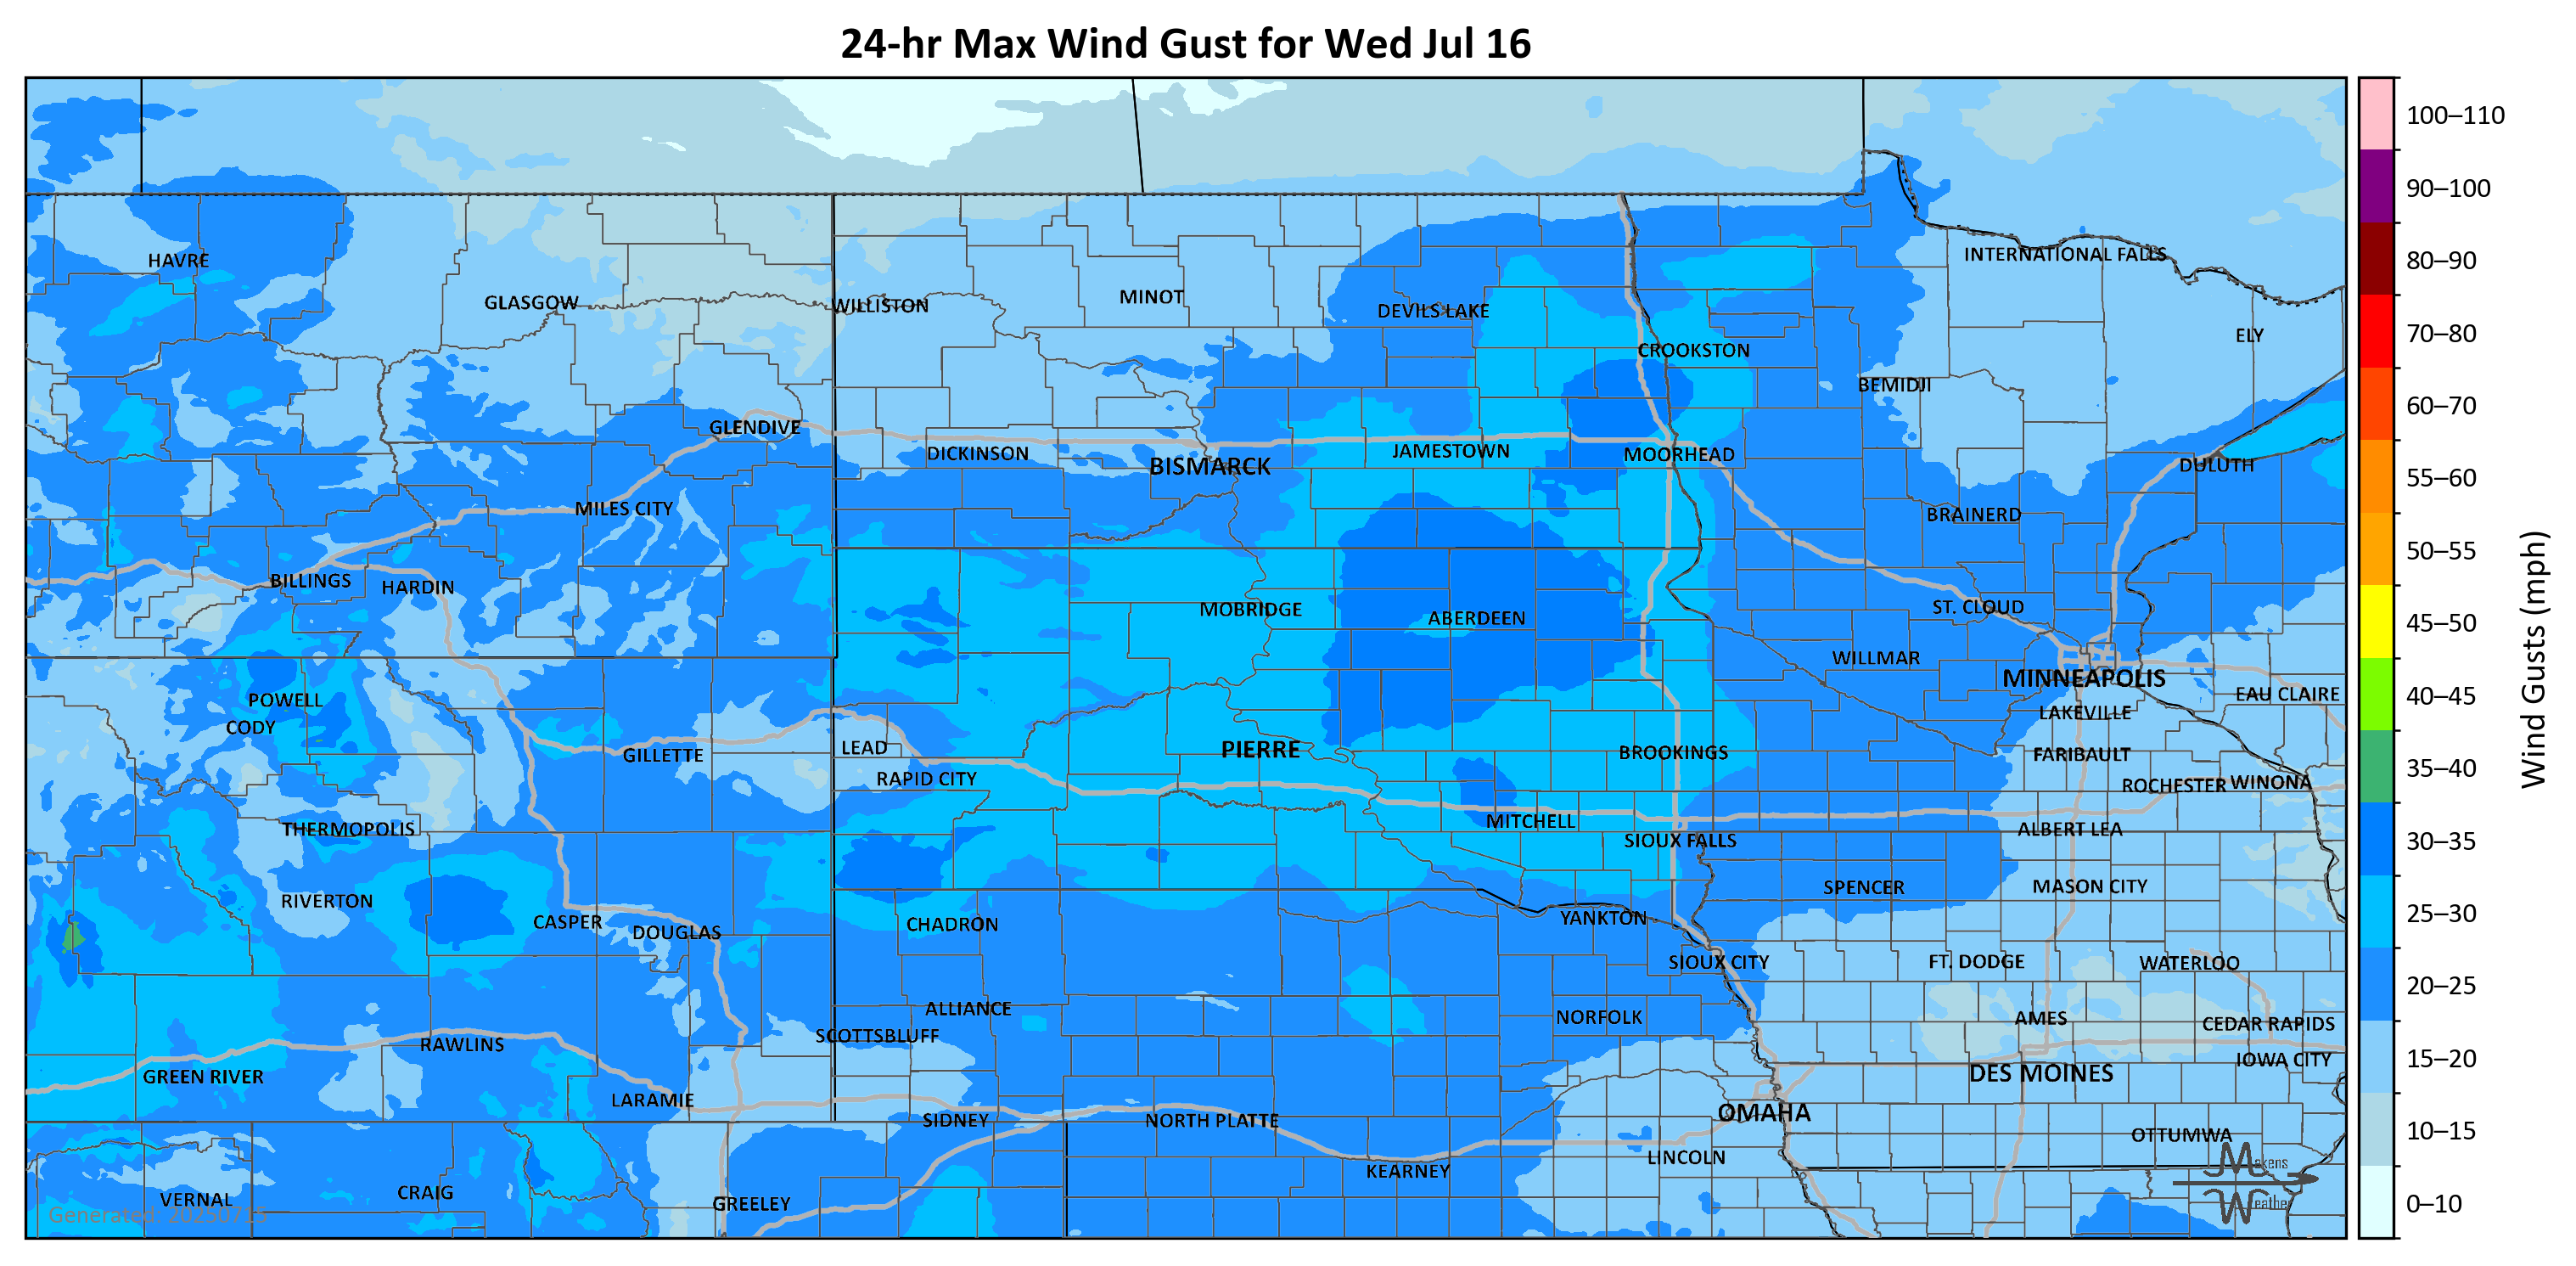 24-hr Max Wind Gust for Wed Jul 16
100–110
90–100
80–90
70–80
60–70
55–60
50–55
45–50
40–45
35–40
30–35
25–30
20–25
15–20
10–15
0–10
Wind Gusts (mph)
HAVRE
GLASGOW
WILLISTON
MINOT
DEVILS LAKE
INTERNATIONAL FALLS
ELY
CROOKSTON
BEMIDJI
GLENDIVE
DICKINSON
BISMARCK
JAMESTOWN
MOORHEAD
DULUTH
MILES CITY
BRAINERD
BILLINGS
HARDIN
MOBRIDGE
ABERDEEN
ST. CLOUD
WILLMAR
MINNEAPOLIS
EAU CLAIRE
POWELL
CODY
LAKEVILLE
GILLETTE
LEAD
PIERRE
BROOKINGS
FARIBAULT
RAPID CITY
ROCHESTER
WINONA
THERMOPOLIS
MITCHELL
SIOUX FALLS
ALBERT LEA
RIVERTON
CASPER
DOUGLAS
CHADRON
YANKTON
SPENCER
MASON CITY
SIOUX CITY
FT. DODGE
WATERLOO
ALLIANCE
SCOTTSBLUFF
NORFOLK
AMES
CEDAR RAPIDS
RAWLINS
IOWA CITY
GREEN RIVER
LARAMIE
DES MOINES
SIDNEY
NORTH PLATTE
OMAHA
OTTUMWA
KEARNEY
LINCOLN
VERNAL
CRAIG
GREELEY
Generated: 20250715
Makens
Weather